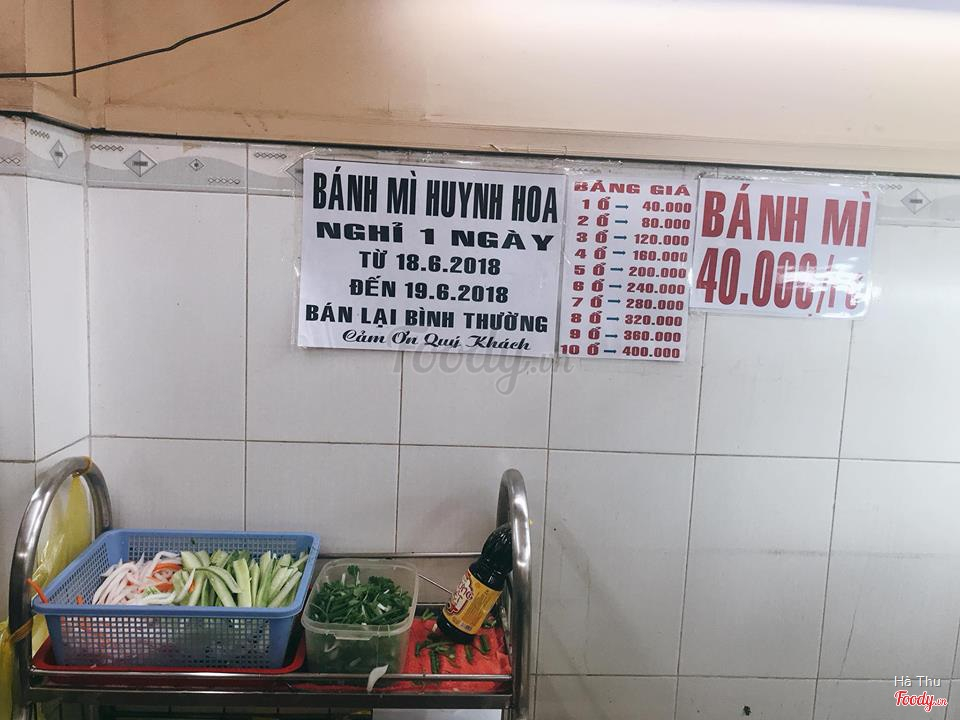 BÁNH MÌ HUYNH HOA
NGHỈ 1 NGÀY
TỪ 18.6.2018
ĐẾN 19.6.2018
BÁN LẠI BÌNH THƯỜNG
Cảm Ơn Quý Khách
BẢNG GIÁ
1 Ổ → 40.000
2 Ổ → 80.000
3 Ổ → 120.000
4 Ổ → 160.000
5 Ổ → 200.000
6 Ổ → 240.000
7 Ổ → 280.000
8 Ổ → 320.000
9 Ổ → 360.000
10 Ổ → 400.000
BÁNH MÌ
40.000/
Foody.vn
Hà Thu
Foody.vn